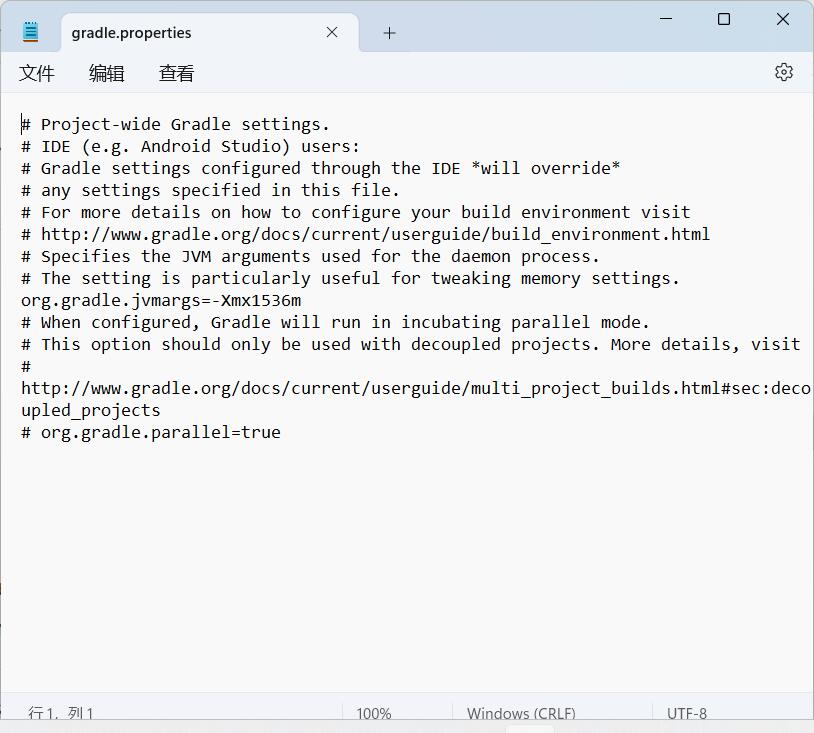 gradle.properties
文件 编辑 查看
# Project-wide Gradle settings.
# IDE (e.g. Android Studio) users:
# Gradle settings configured through the IDE *will override*
# any settings specified in this file.
# For more details on how to configure your build environment visit
# http://www.gradle.org/docs/current/userguide/build_environment.html
# Specifies the JVM arguments used for the daemon process.
# The setting is particularly useful for tweaking memory settings.
org.gradle.jvmargs=-Xmx1536m
# When configured, Gradle will run in incubating parallel mode.
# This option should only be used with decoupled projects. More details, visit
#
http://www.gradle.org/docs/current/userguide/multi_project_builds.html#sec:deco
upled_projects
# org.gradle.parallel=true
行 1，列 1 100% Windows (CRLF) UTF-8